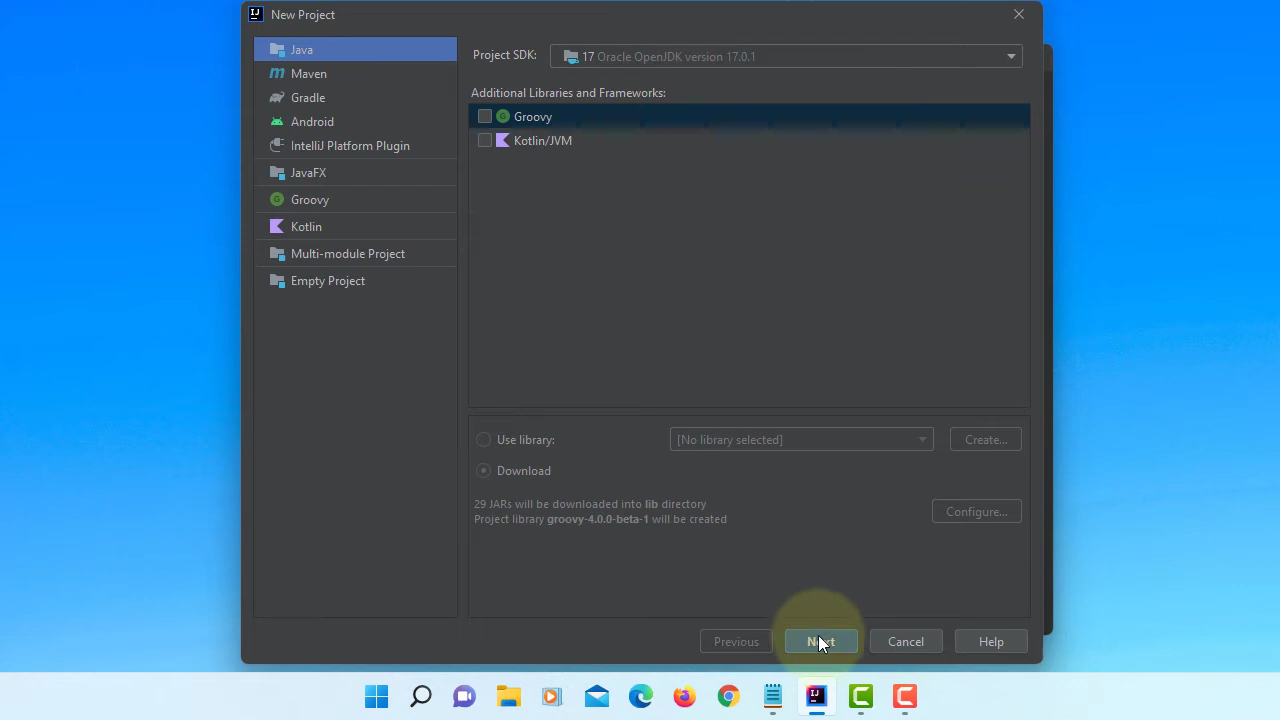 New Project
Java
Maven
Gradle
Android
IntelliJ Platform Plugin
JavaFX
Groovy
Kotlin
Multi-module Project
Empty Project
Project SDK: 17 Oracle OpenJDK version 17.0.1
Additional Libraries and Frameworks:
Groovy
Kotlin/JVM
Use library: [No library selected] Create...
Download
29 JARs will be downloaded into lib directory
Project library groovy-4.0.0-beta-1 will be created
Configure...
Previous Next Cancel Help